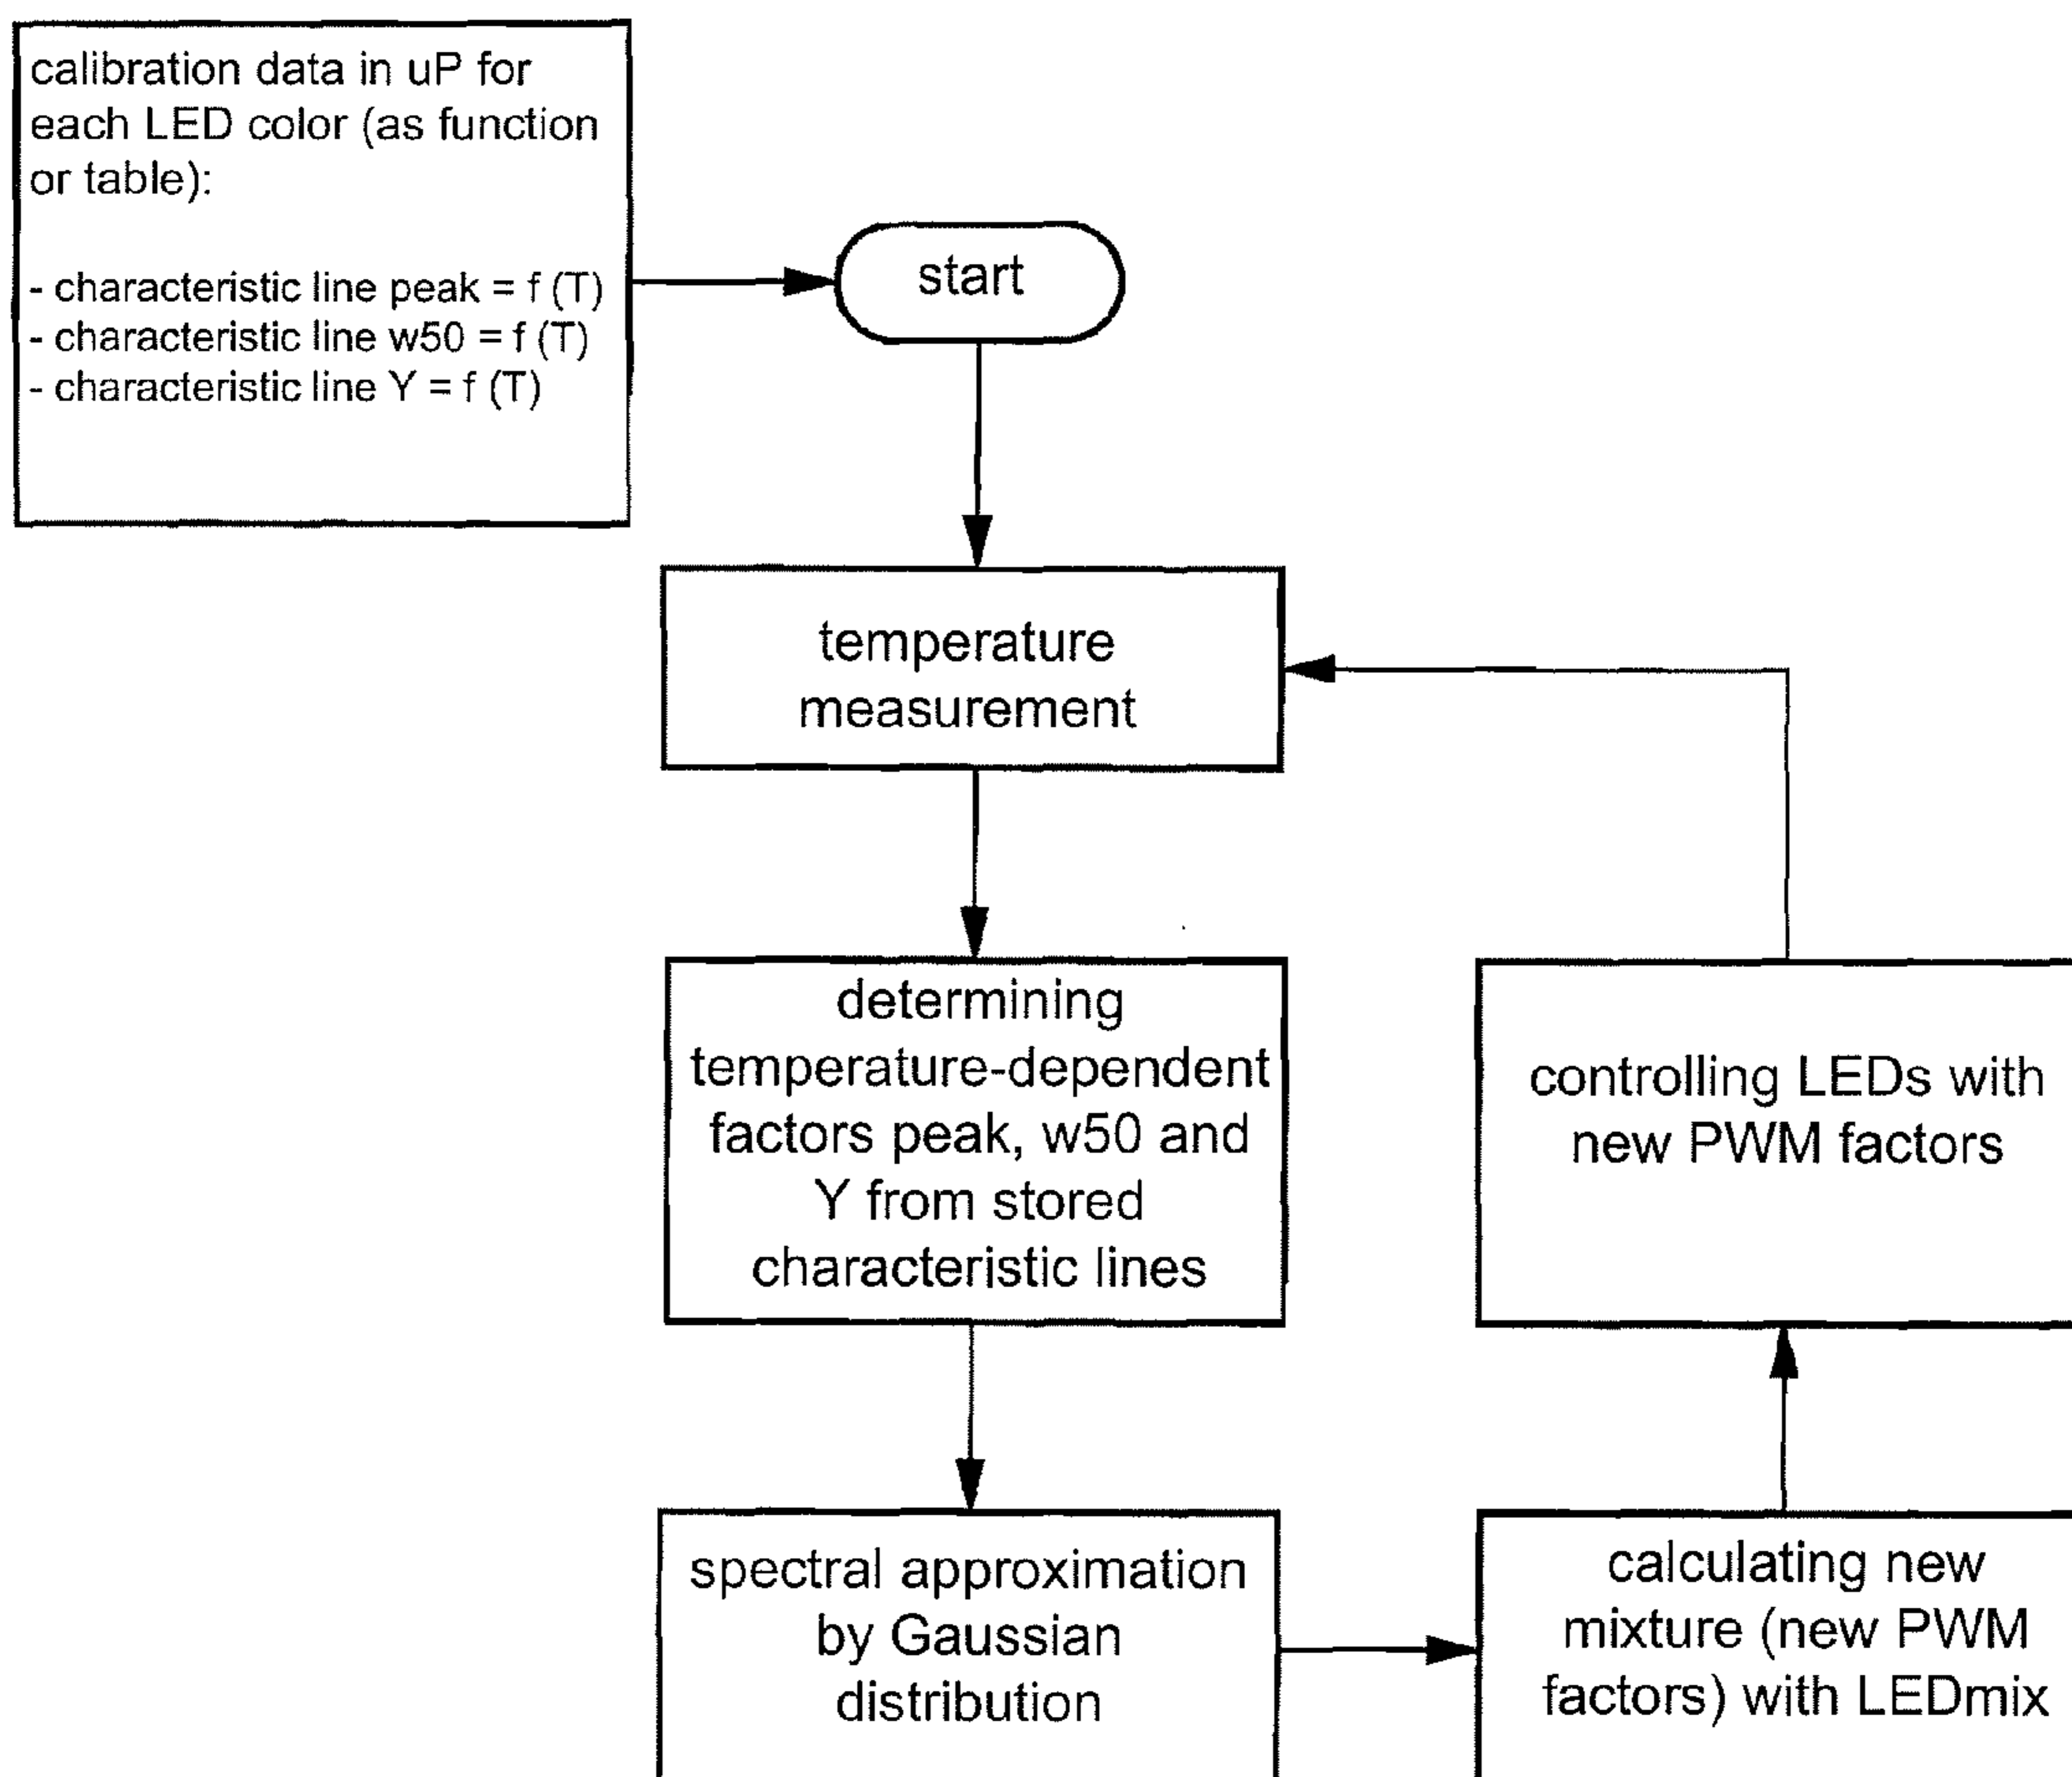 calibration data in uP for
each LED color (as function
or table):
- characteristic line peak = f (T)
- characteristic line w50 = f (T)
- characteristic line Y = f (T)
start
temperature
measurement
determining
temperature-dependent
factors peak, w50 and
Y from stored
characteristic lines
spectral approximation
by Gaussian
distribution
calculating new
mixture (new PWM
factors) with LEDmix
controlling LEDs with
new PWM factors